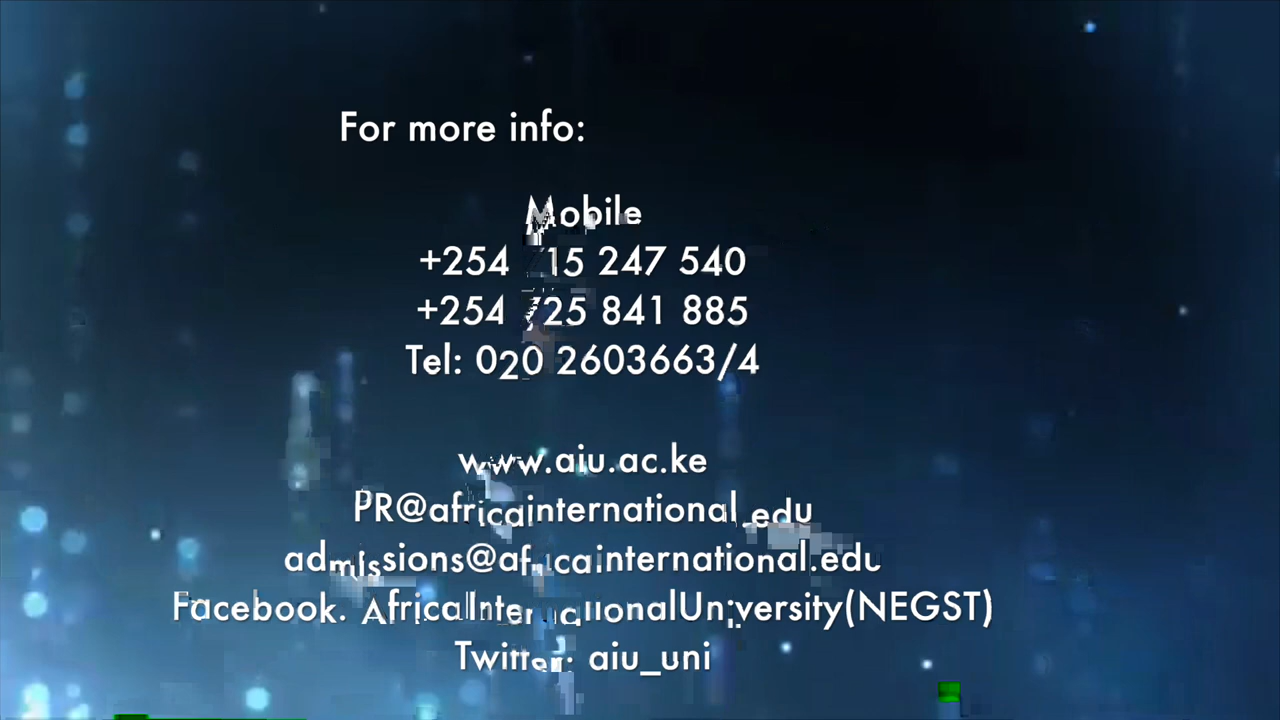 For more info:
Mobile
+254 715 247 540
+254 725 841 885
Tel: 020 2603663/4
www.aiu.ac.ke
PR@africainternational.edu
admissions@africainternational.edu
Facebook. AfricaInternationalUniversity(NEGST)
Twitter: aiu_uni